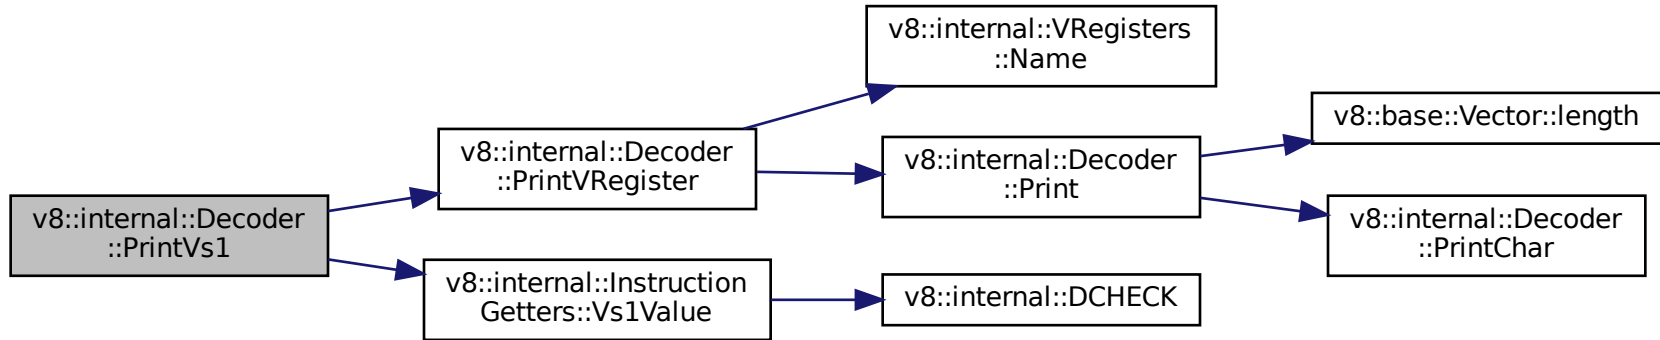 v8::internal::VRegisters
::Name
v8::base::Vector::length
v8::internal::Decoder
::PrintVRegister
v8::internal::Decoder
::Print
v8::internal::Decoder
::PrintVs1
v8::internal::Decoder
::PrintChar
v8::internal::Instruction
Getters::Vs1Value
v8::internal::DCHECK